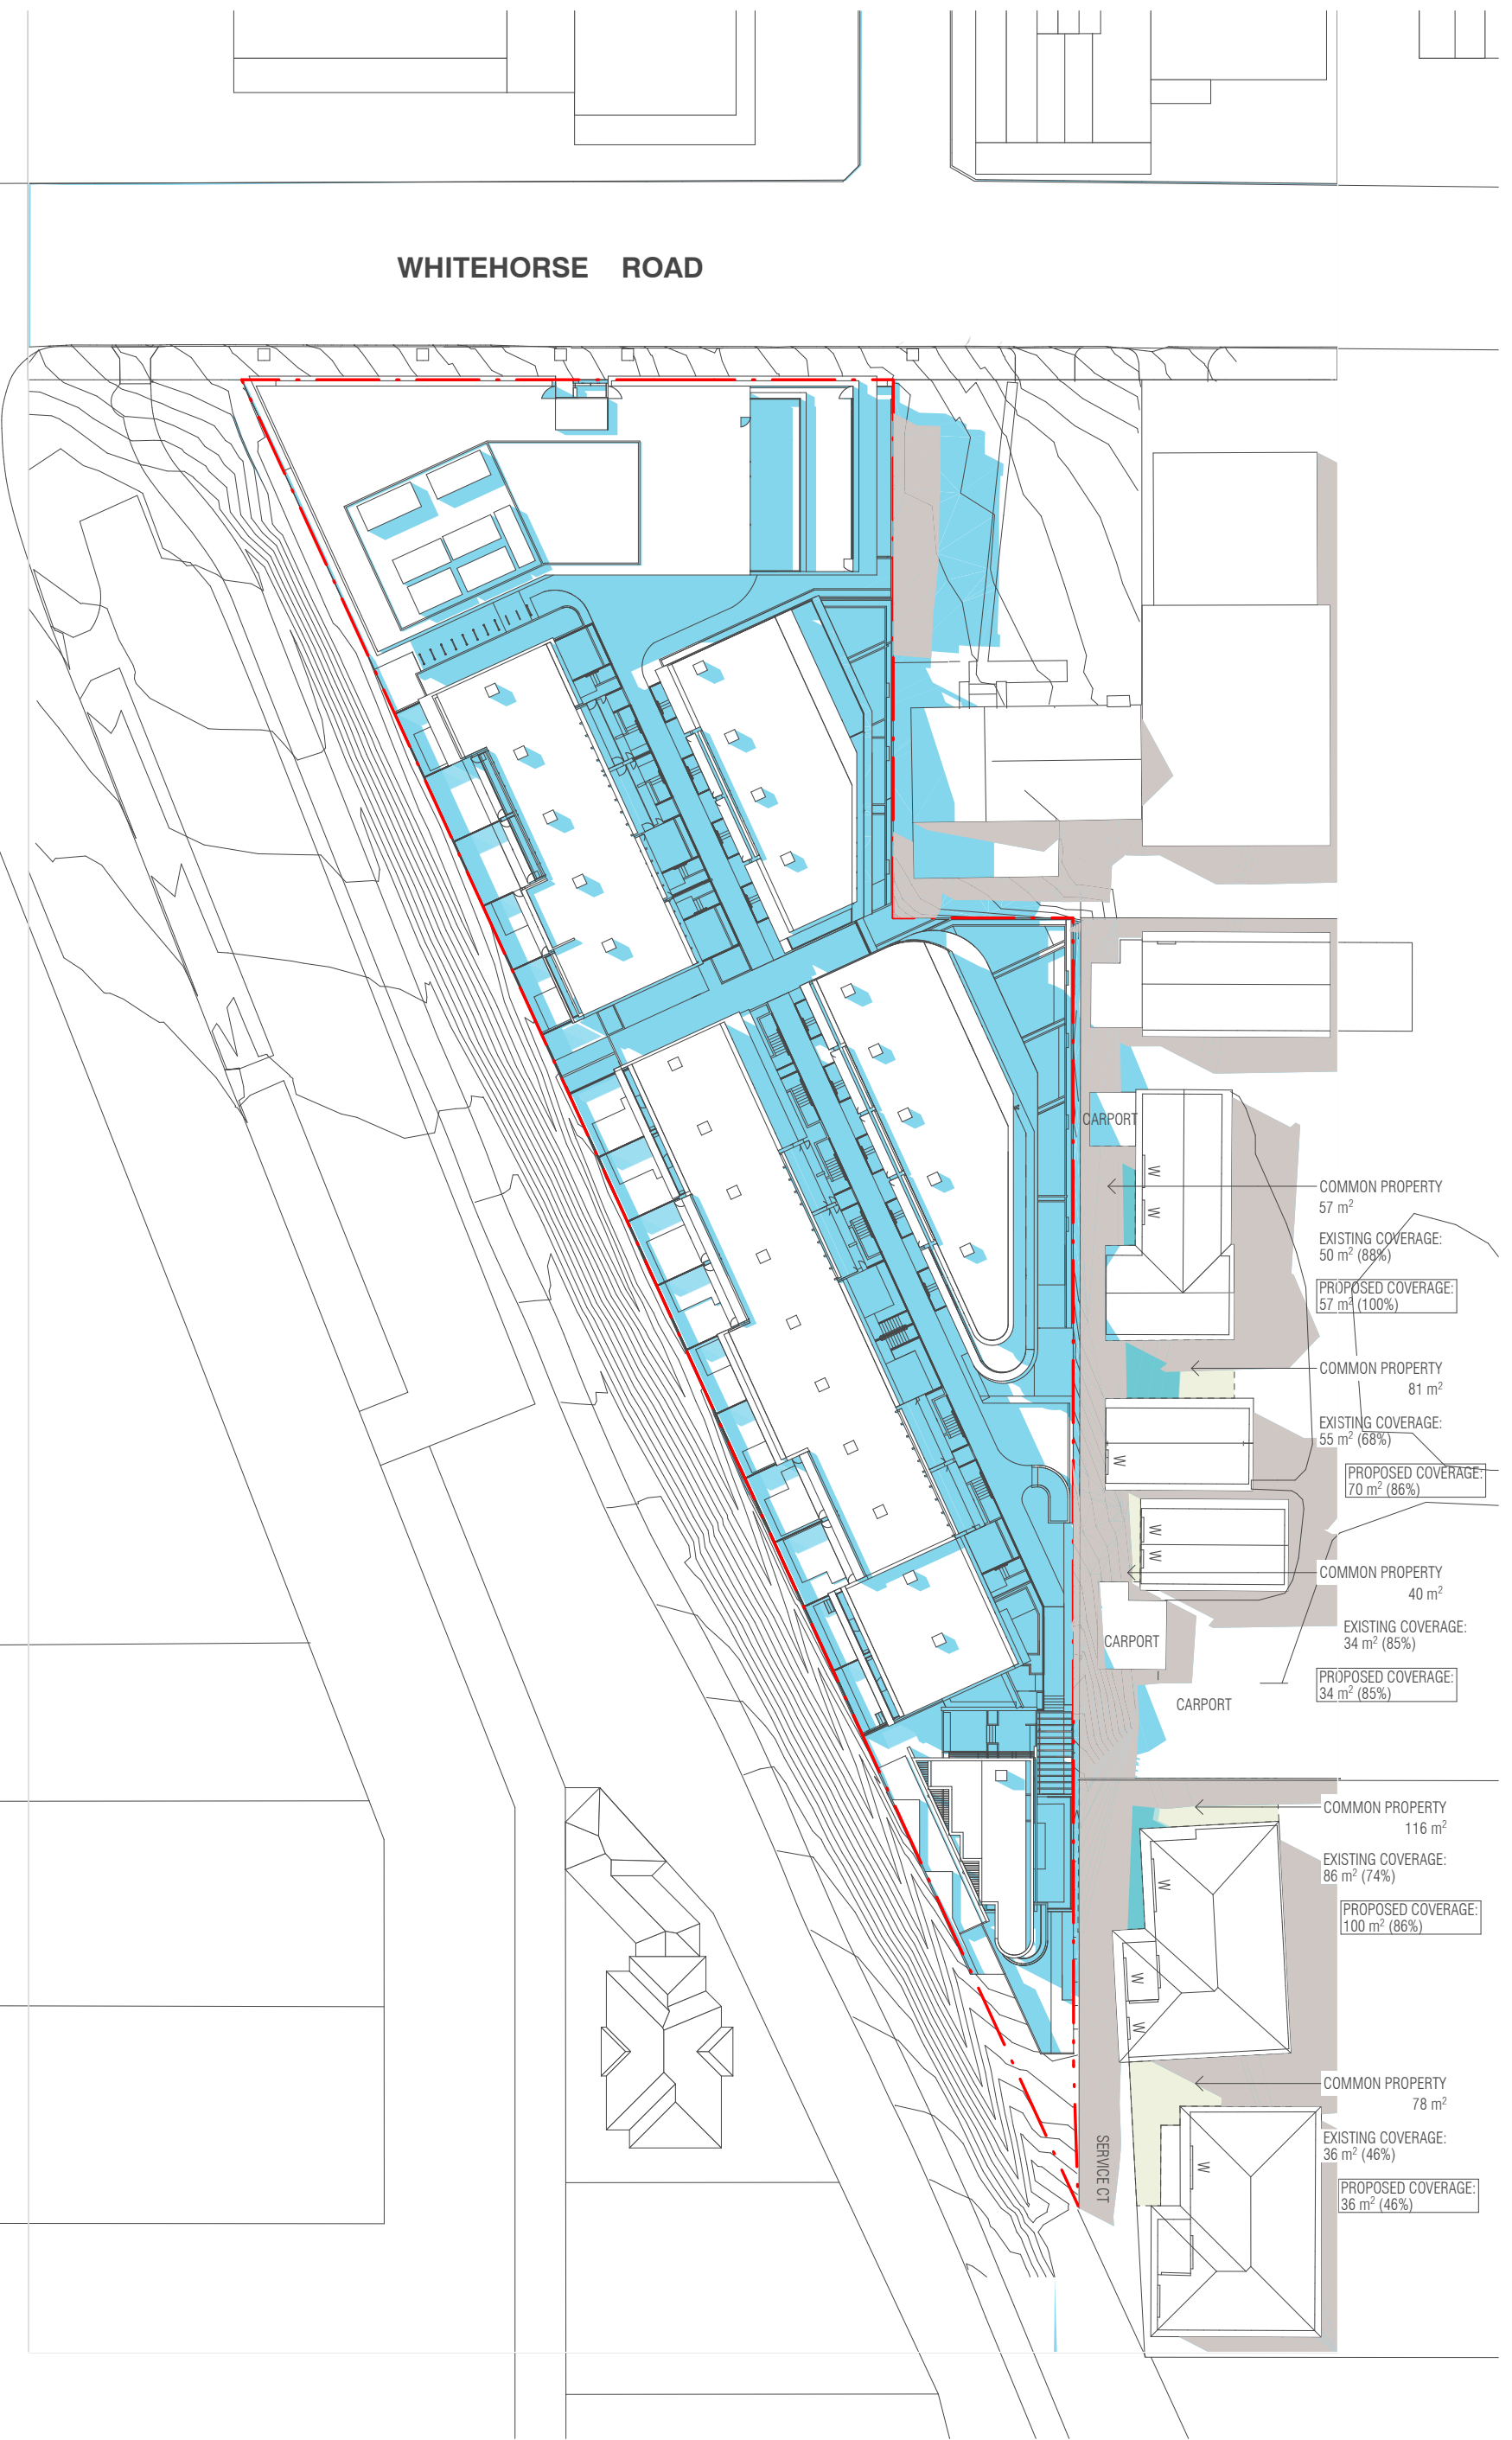 WHITEHORSE ROAD
CARPORT
W
W
COMMON PROPERTY
57 m²
EXISTING COVERAGE:
50 m² (88%)
PROPOSED COVERAGE:
57 m² (100%)
COMMON PROPERTY
81 m²
EXISTING COVERAGE:
55 m² (68%)
W
PROPOSED COVERAGE:
70 m² (86%)
W
W
COMMON PROPERTY
40 m²
EXISTING COVERAGE:
34 m² (85%)
CARPORT
PROPOSED COVERAGE:
34 m² (85%)
CARPORT
COMMON PROPERTY
116 m²
EXISTING COVERAGE:
86 m² (74%)
W
PROPOSED COVERAGE:
100 m² (86%)
W
W
COMMON PROPERTY
78 m²
EXISTING COVERAGE:
36 m² (46%)
W
SERVICE CT
PROPOSED COVERAGE:
36 m² (46%)